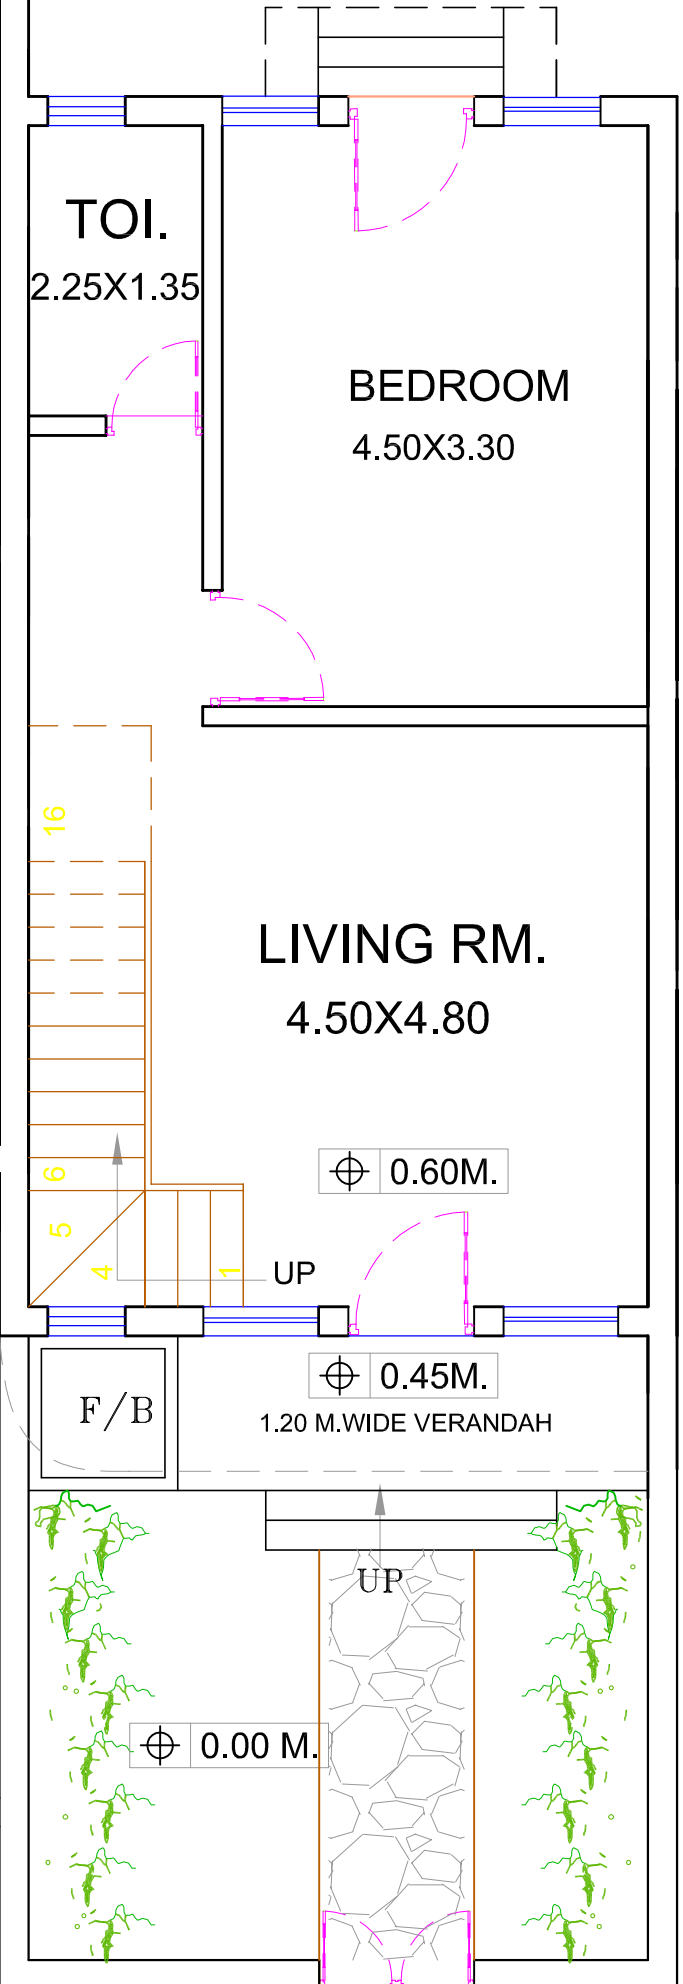 TOI.
2.25X1.35
BEDROOM
4.50X3.30
16
LIVING RM.
4.50X4.80
6
0.60M.
5
4
1
UP
F/B
0.45M.
1.20 M.WIDE VERANDAH
UP
0.00 M.